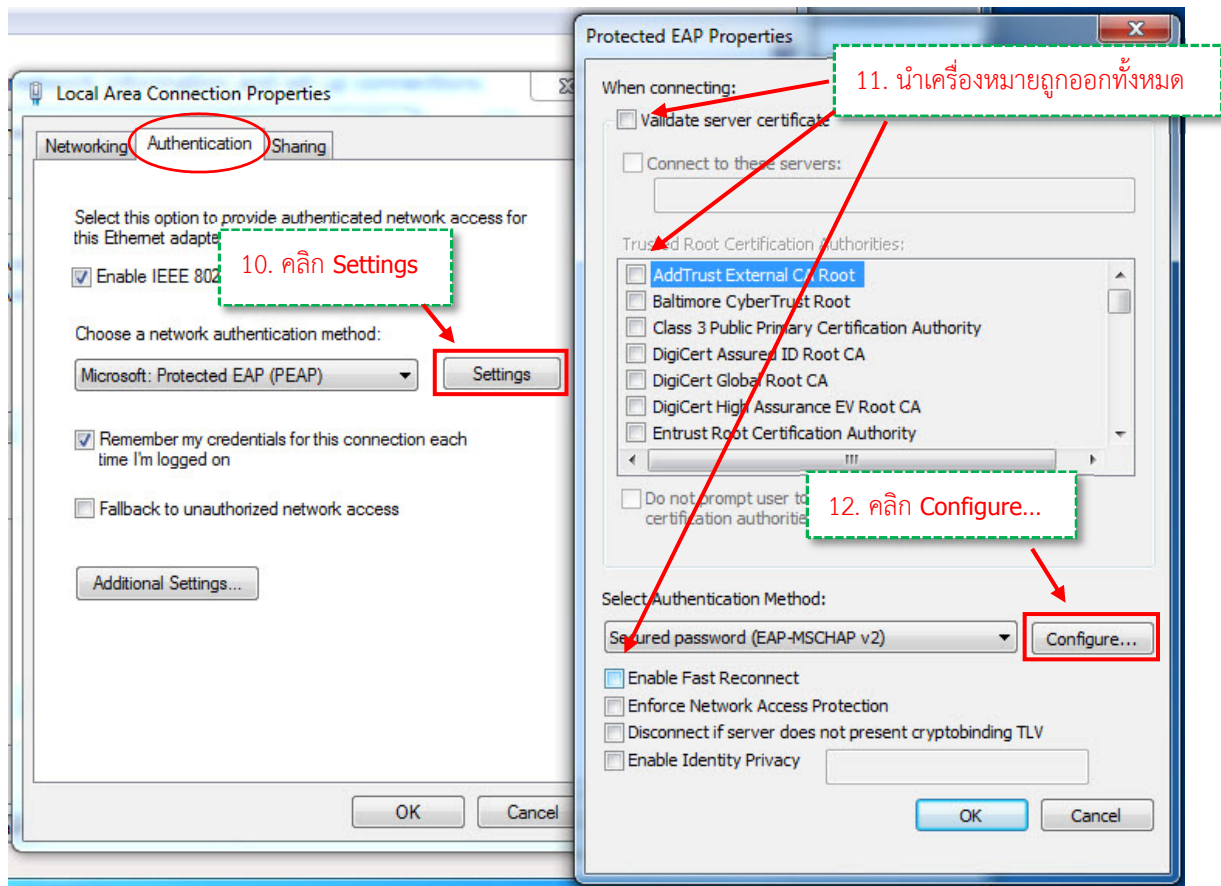 Local Area Connection Properties
Networking
Authentication
Sharing
Select this option to provide authenticated network access for
this Ethernet
10. คลิก Settings
Enable IEEE
Choose a network authentication method:
Microsoft: Protected EAP (PEAP)
Settings
Remember my credentials for this connection each
time I'm logged on
Fallback to unauthorized network access
Additional Settings...
OK
Cancel
Protected EAP Properties
11. นำเครื่องหมายถูกออกทั้งหมด
When connecting:
Validate server certificate
Connect to these servers:
Trusted Root Certification Authorities:
AddTrust External CA Root
Baltimore CyberTrust Root
Class 3 Public Primary Certification Authority
DigiCert Assured ID Root CA
DigiCert Global Root CA
DigiCert High Assurance EV Root CA
Entrust Root Certification Authority
Do not prompt user to
certification
12. คลิก Configure...
Select Authentication Method:
Secured password (EAP-MSCHAP v2)
Configure...
Enable Fast Reconnect
Enforce Network Access Protection
Disconnect if server does not present cryptobinding TLV
Enable Identity Privacy
OK
Cancel